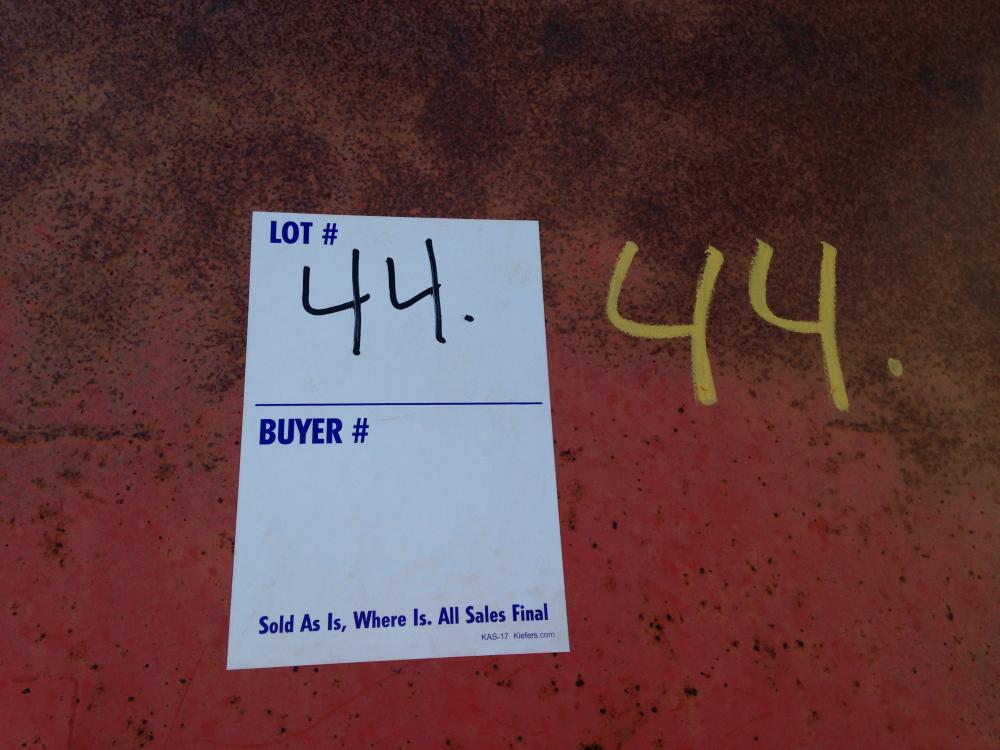 LOT #
44.
44.
BUYER #
Sold As Is, Where Is. All Sales Final
KAS-17 Kiefers.com